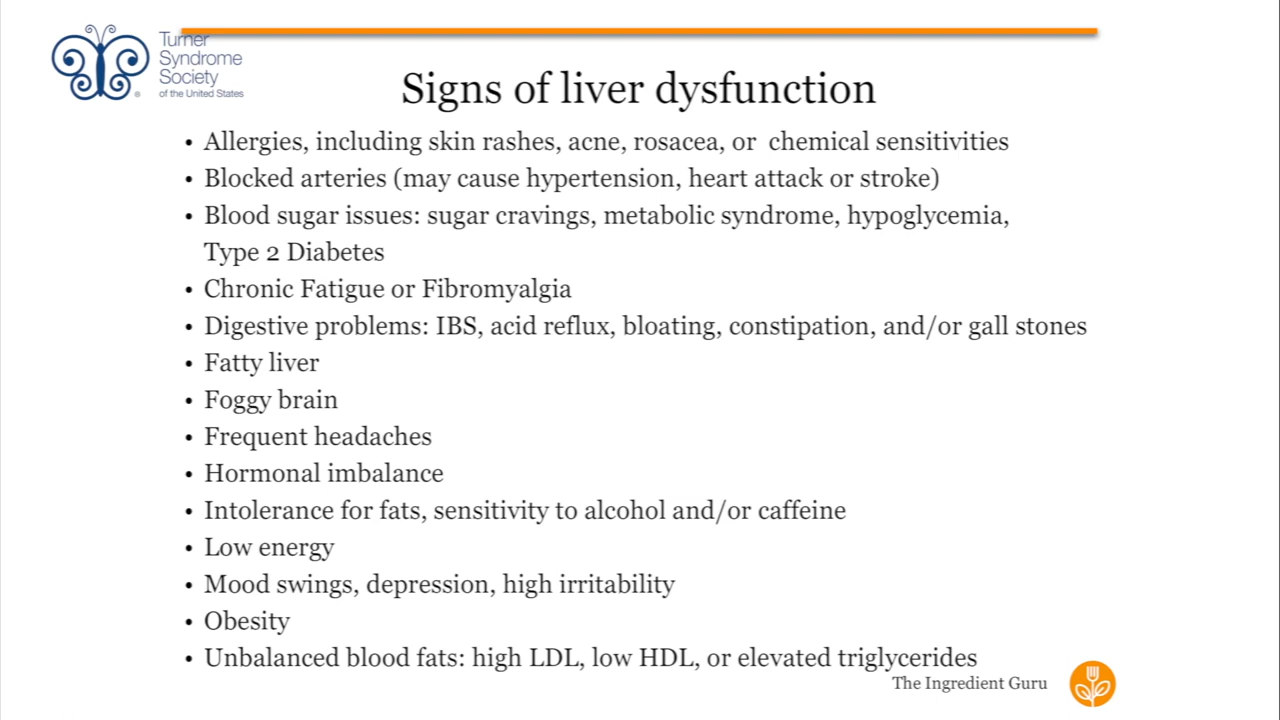 Turner
Syndrome
Society
of the United States
Signs of liver dysfunction
• Allergies, including skin rashes, acne, rosacea, or  chemical sensitivities
• Blocked arteries (may cause hypertension, heart attack or stroke)
• Blood sugar issues: sugar cravings, metabolic syndrome, hypoglycemia,
Type 2 Diabetes
• Chronic Fatigue or Fibromyalgia
• Digestive problems: IBS, acid reflux, bloating, constipation, and/or gall stones
• Fatty liver
• Foggy brain
• Frequent headaches
• Hormonal imbalance
• Intolerance for fats, sensitivity to alcohol and/or caffeine
• Low energy
• Mood swings, depression, high irritability
• Obesity
• Unbalanced blood fats: high LDL, low HDL, or elevated triglycerides
The Ingredient Guru